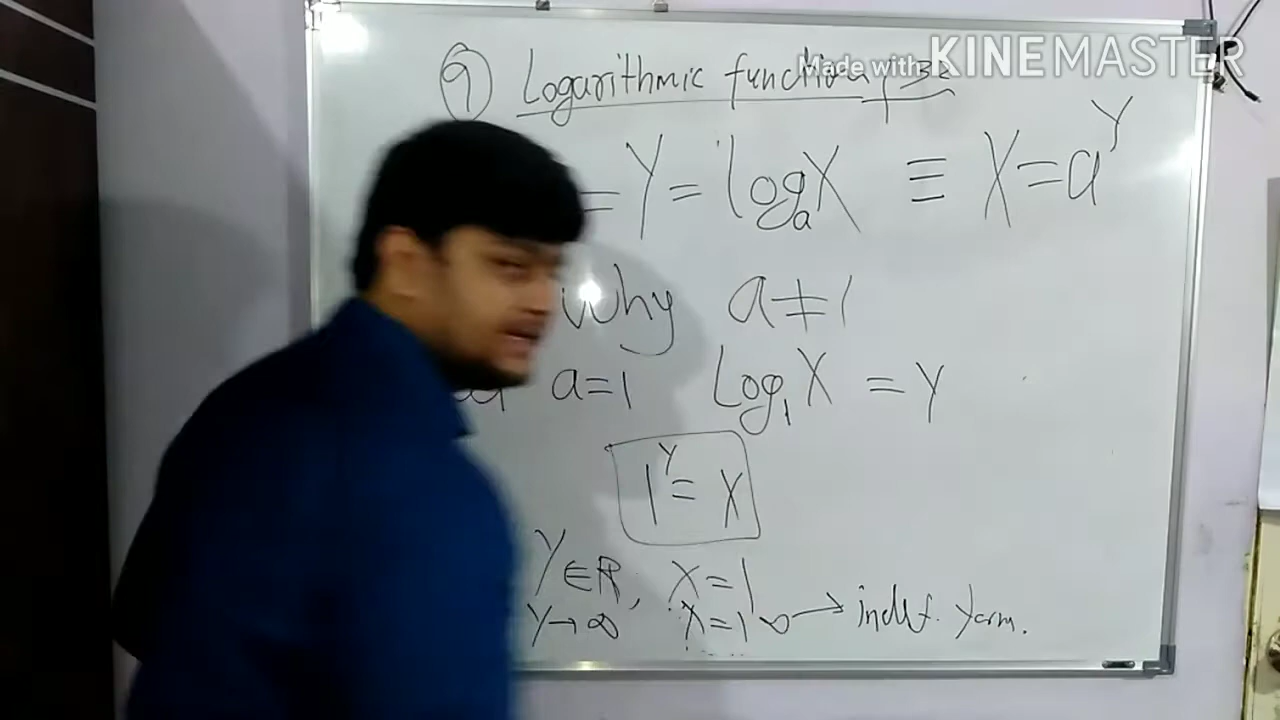 Made with KINEMASTER
⑨ Logarithmic function
= Y = log_a X ≡ X = a^Y
Why a ≠ 1
a = 1 Log_1 X = Y
1^Y = X
Y ∈ R, X = 1
Y → ∞ X = 1^∞ → indet. form.